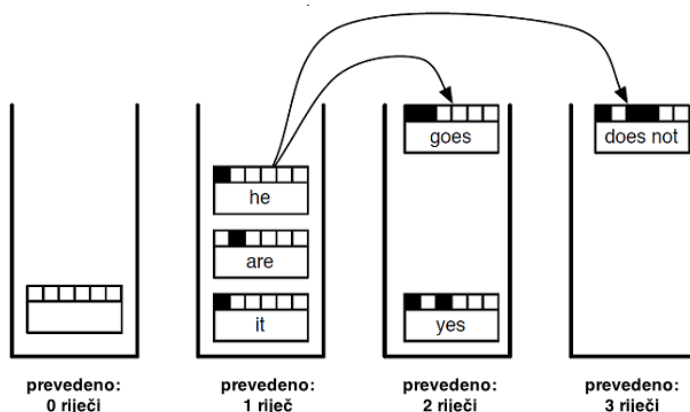 goes
does not
he
are
it
yes
prevedeno:
0 riječi
prevedeno:
1 riječ
prevedeno:
2 riječi
prevedeno:
3 riječi